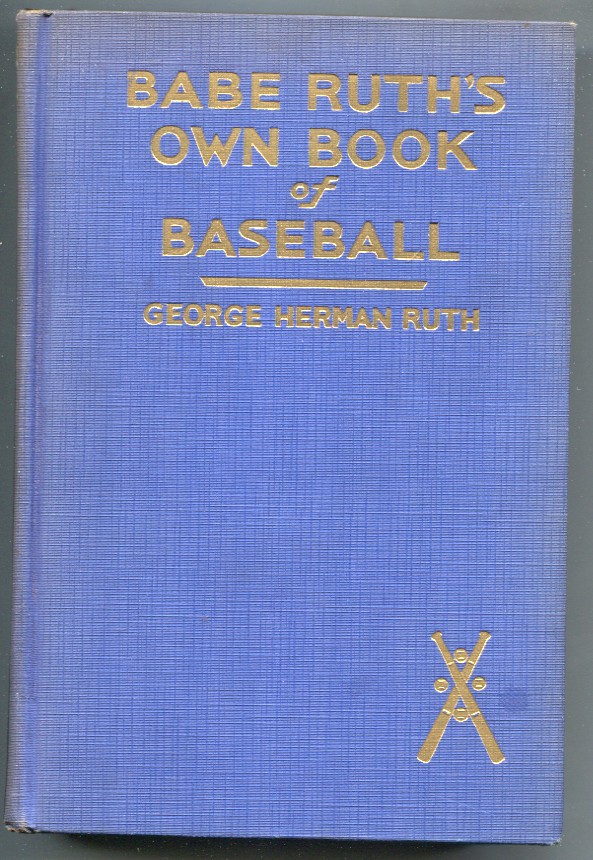 BABE RUTH'S
OWN BOOK
of
BASEBALL
GEORGE HERMAN RUTH